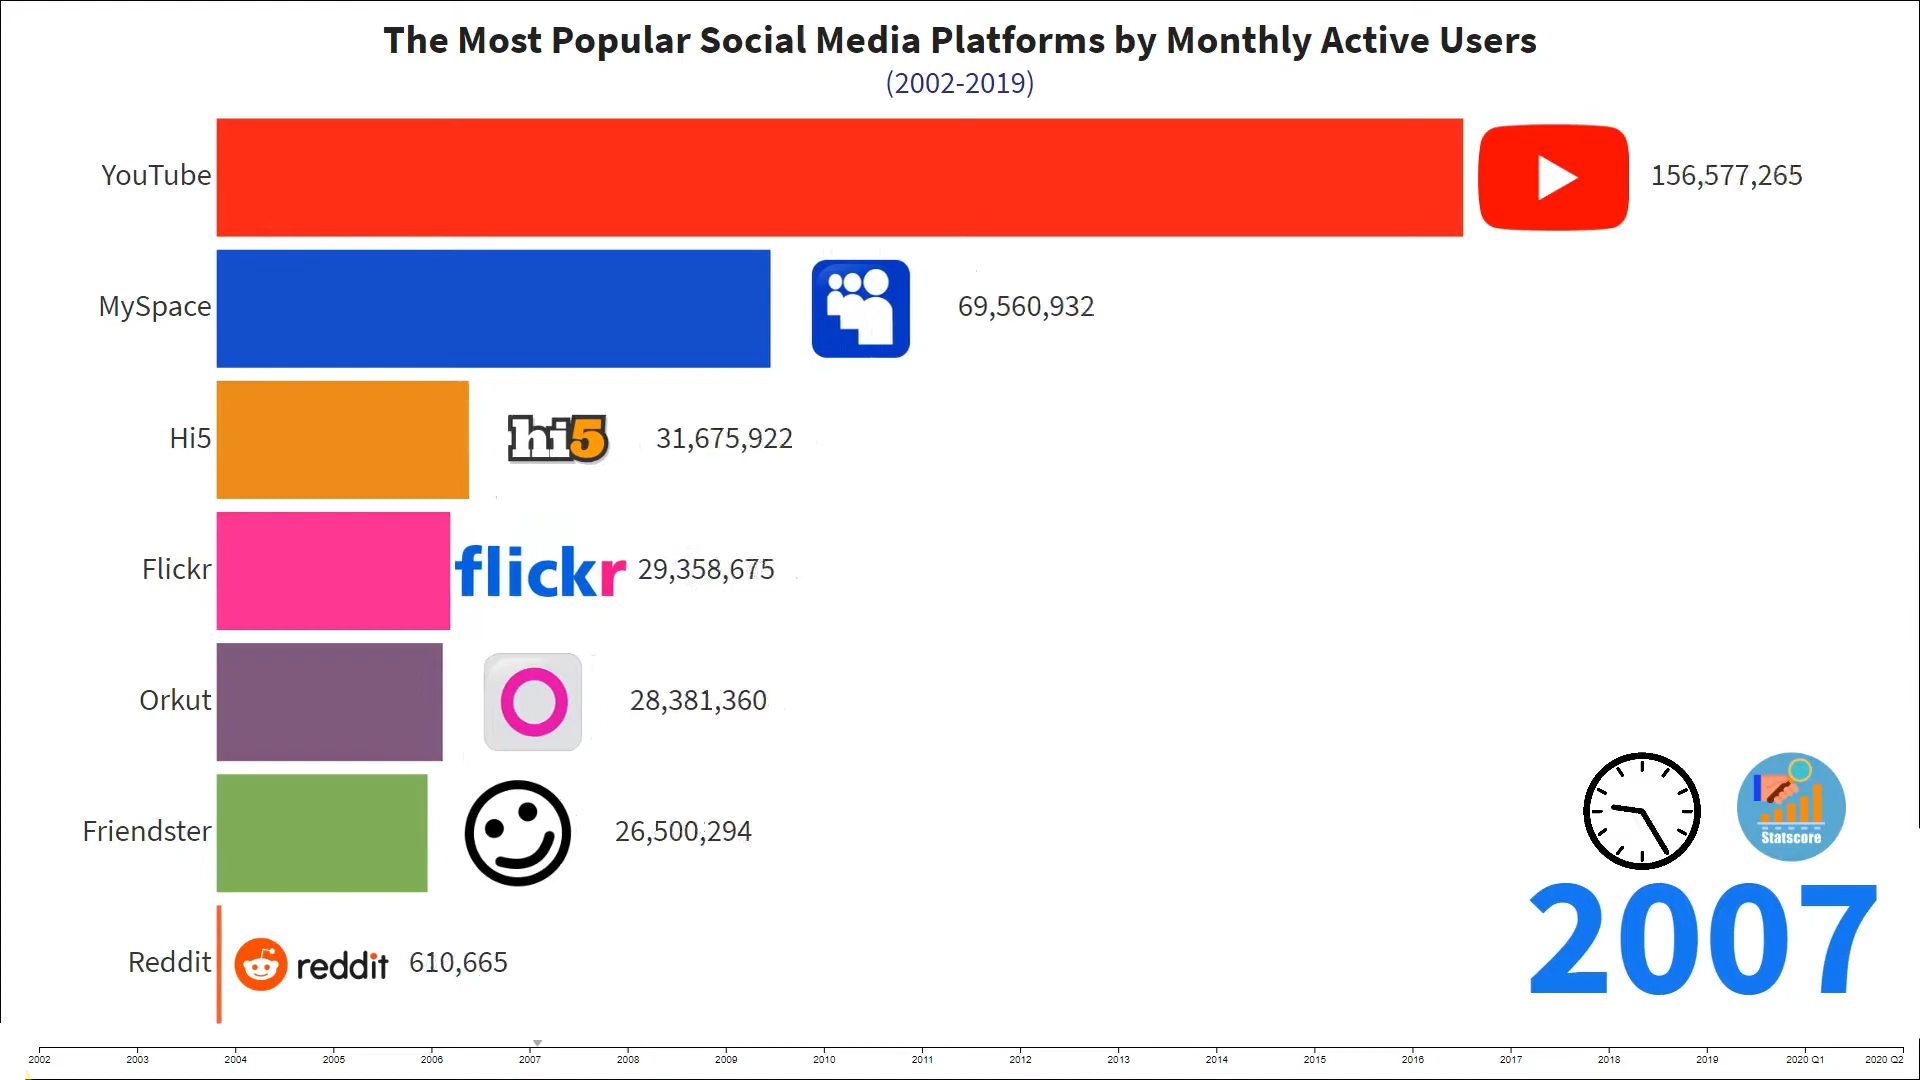 The Most Popular Social Media Platforms by Monthly Active Users
(2002-2019)
YouTube 156,577,265
MySpace 69,560,932
Hi5 hi5 31,675,922
Flickr flickr 29,358,675
Orkut 28,381,360
Friendster 26,500,294
Statscore
2007
Reddit reddit 610,665
2002 2003 2004 2005 2006 2007 2008 2009 2010 2011 2012 2013 2014 2015 2016 2017 2018 2019 2020 Q1 2020 Q2